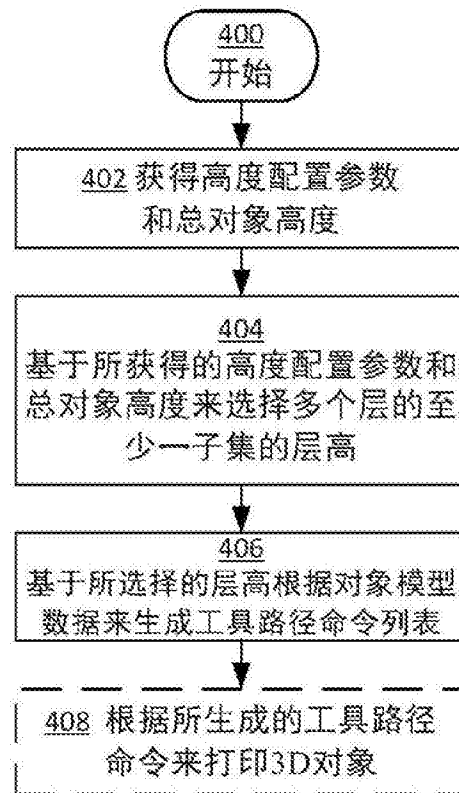 400
开始
402 获得高度配置参数
和总对象高度
404
基于所获得的高度配置参数和
总对象高度来选择多个层的至
少一子集的层高
406
基于所选择的层高根据对象模型
数据来生成工具路径命令列表
408 根据所生成的工具路径
命令来打印3D对象